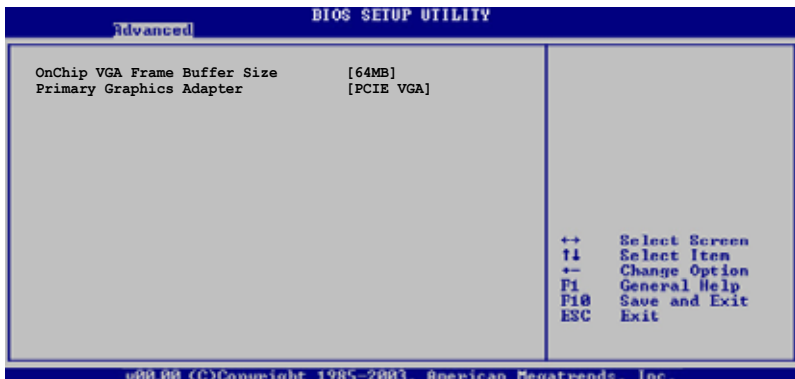 BIOS SETUP UTILITY
Advanced
OnChip VGA Frame Buffer Size [64MB]
Primary Graphics Adapter [PCIE VGA]
←→ Select Screen
↑↓ Select Item
+- Change Option
F1 General Help
F10 Save and Exit
ESC Exit
v00.00 (C)Copyright 1985-2003, American Megatrends, Inc.